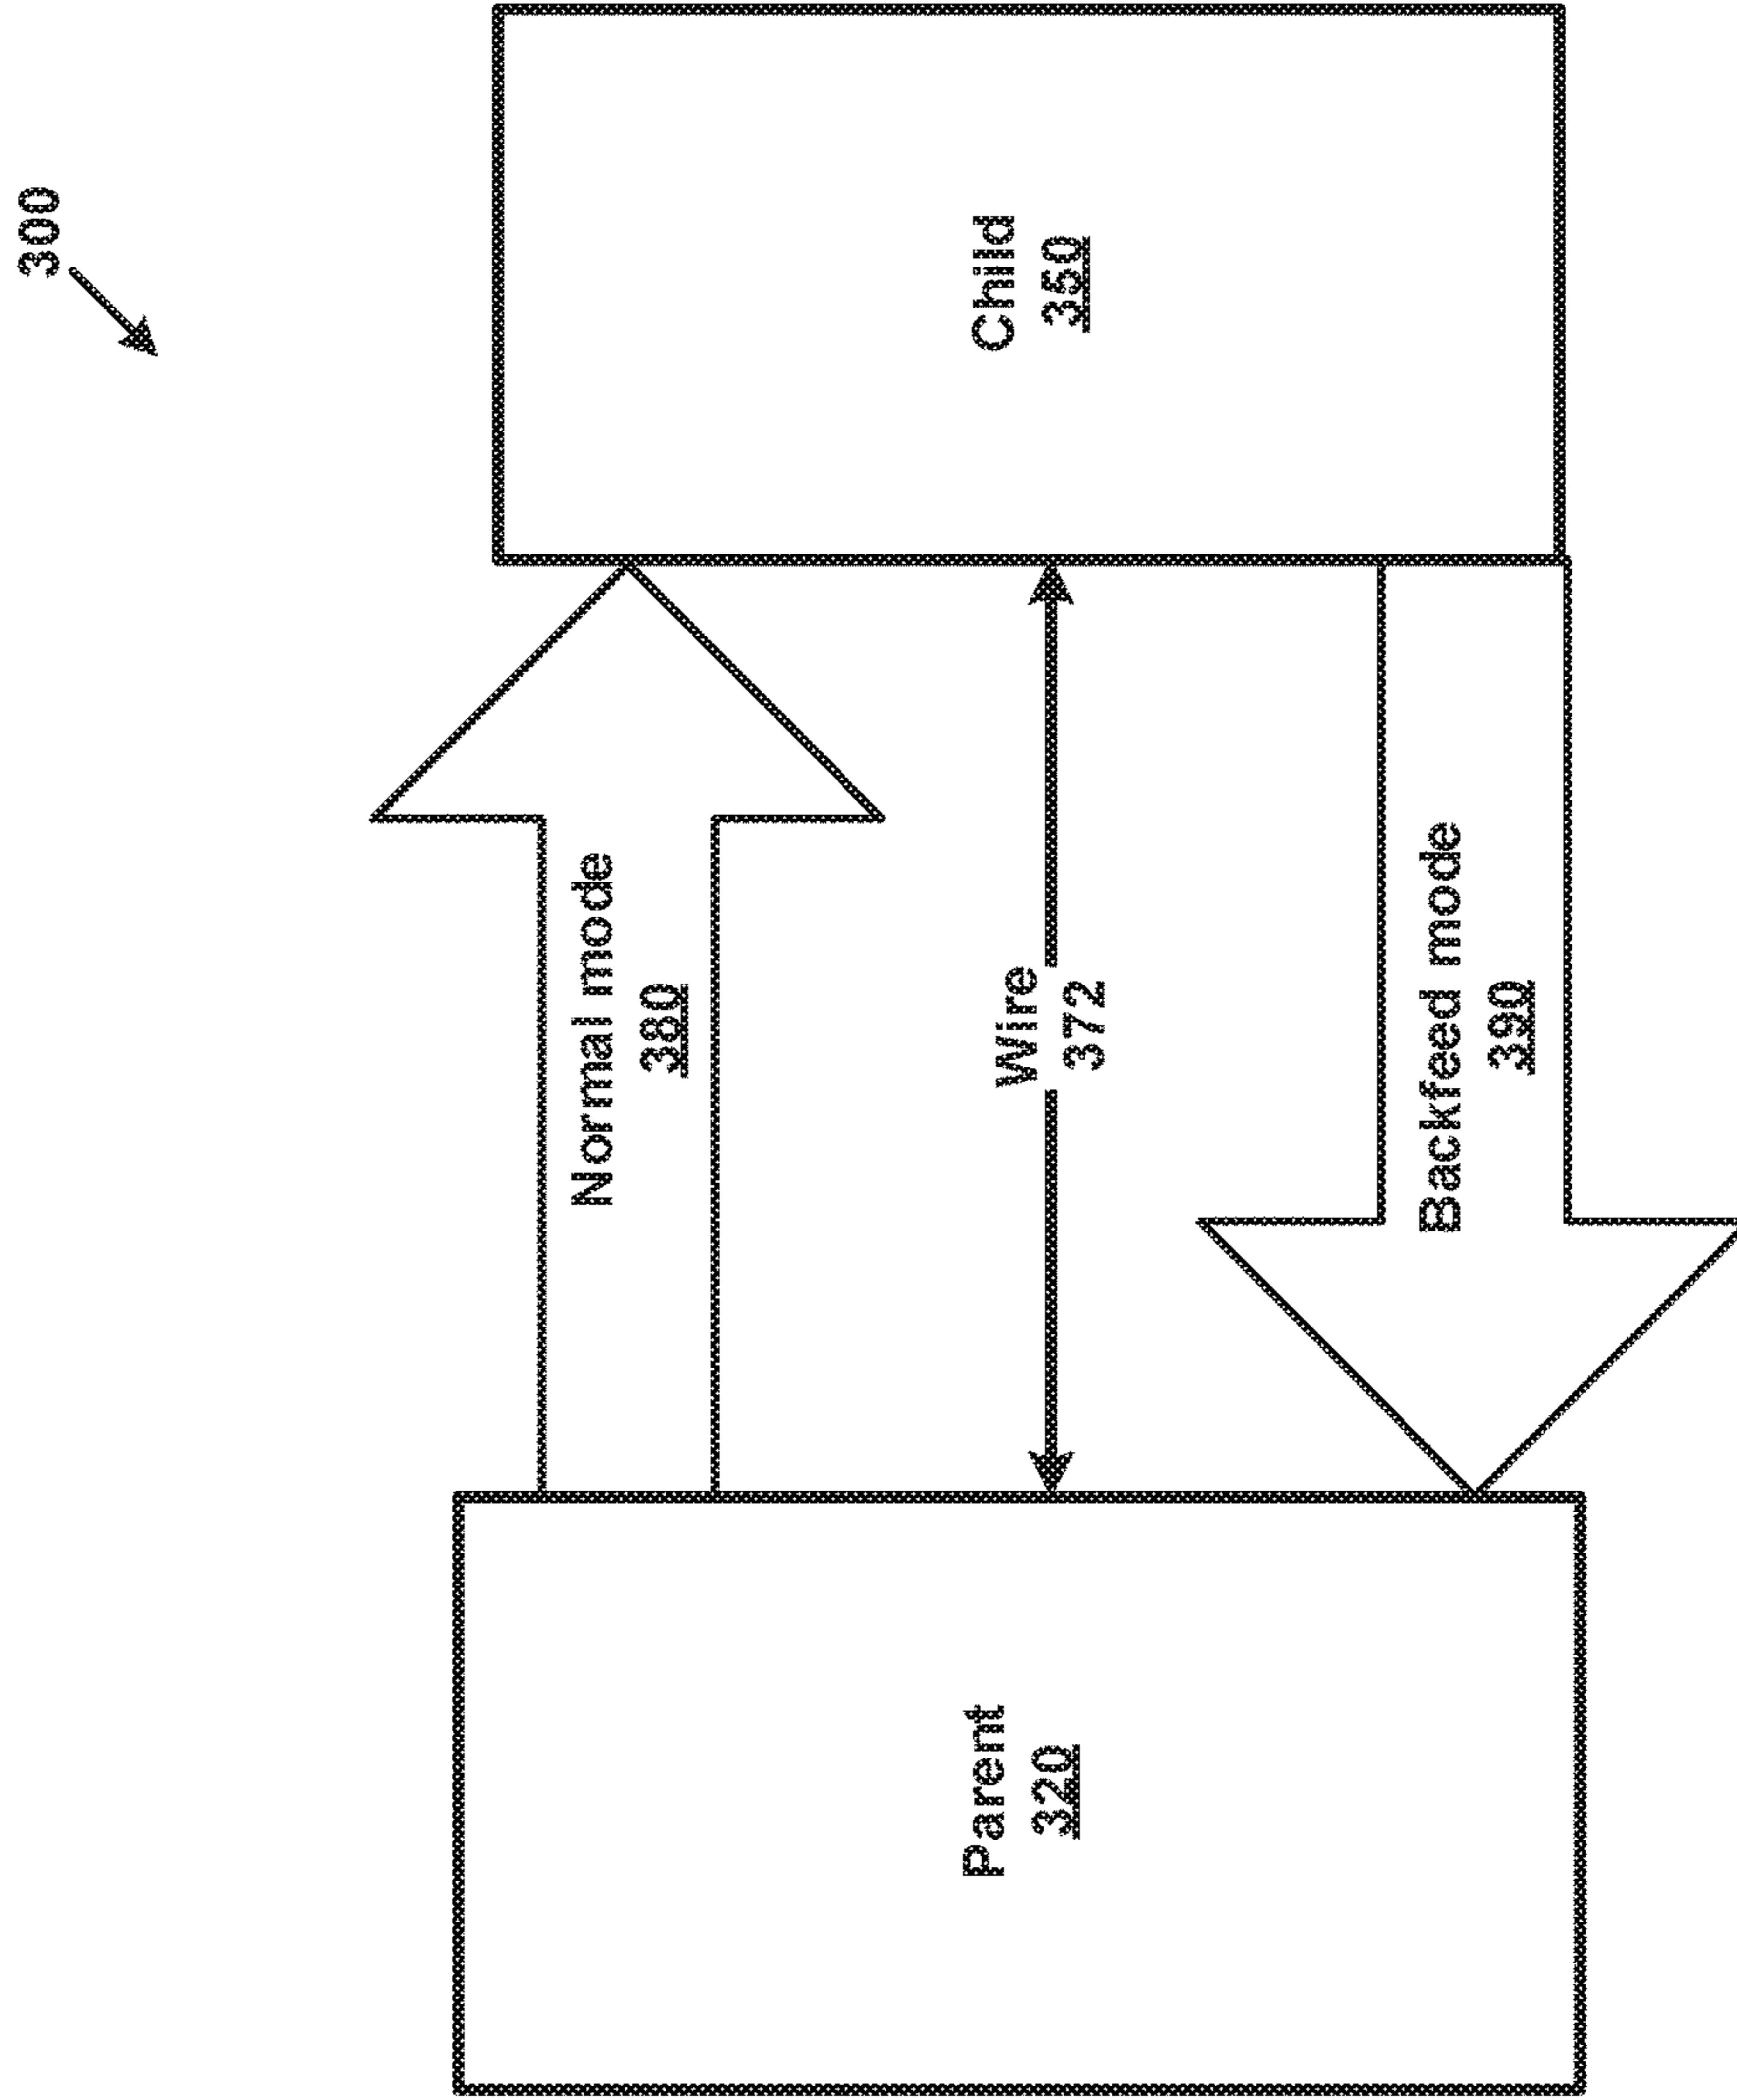 300
Normal mode
380
Parent
320
Wire
372
Child
350
Backfeed mode
390